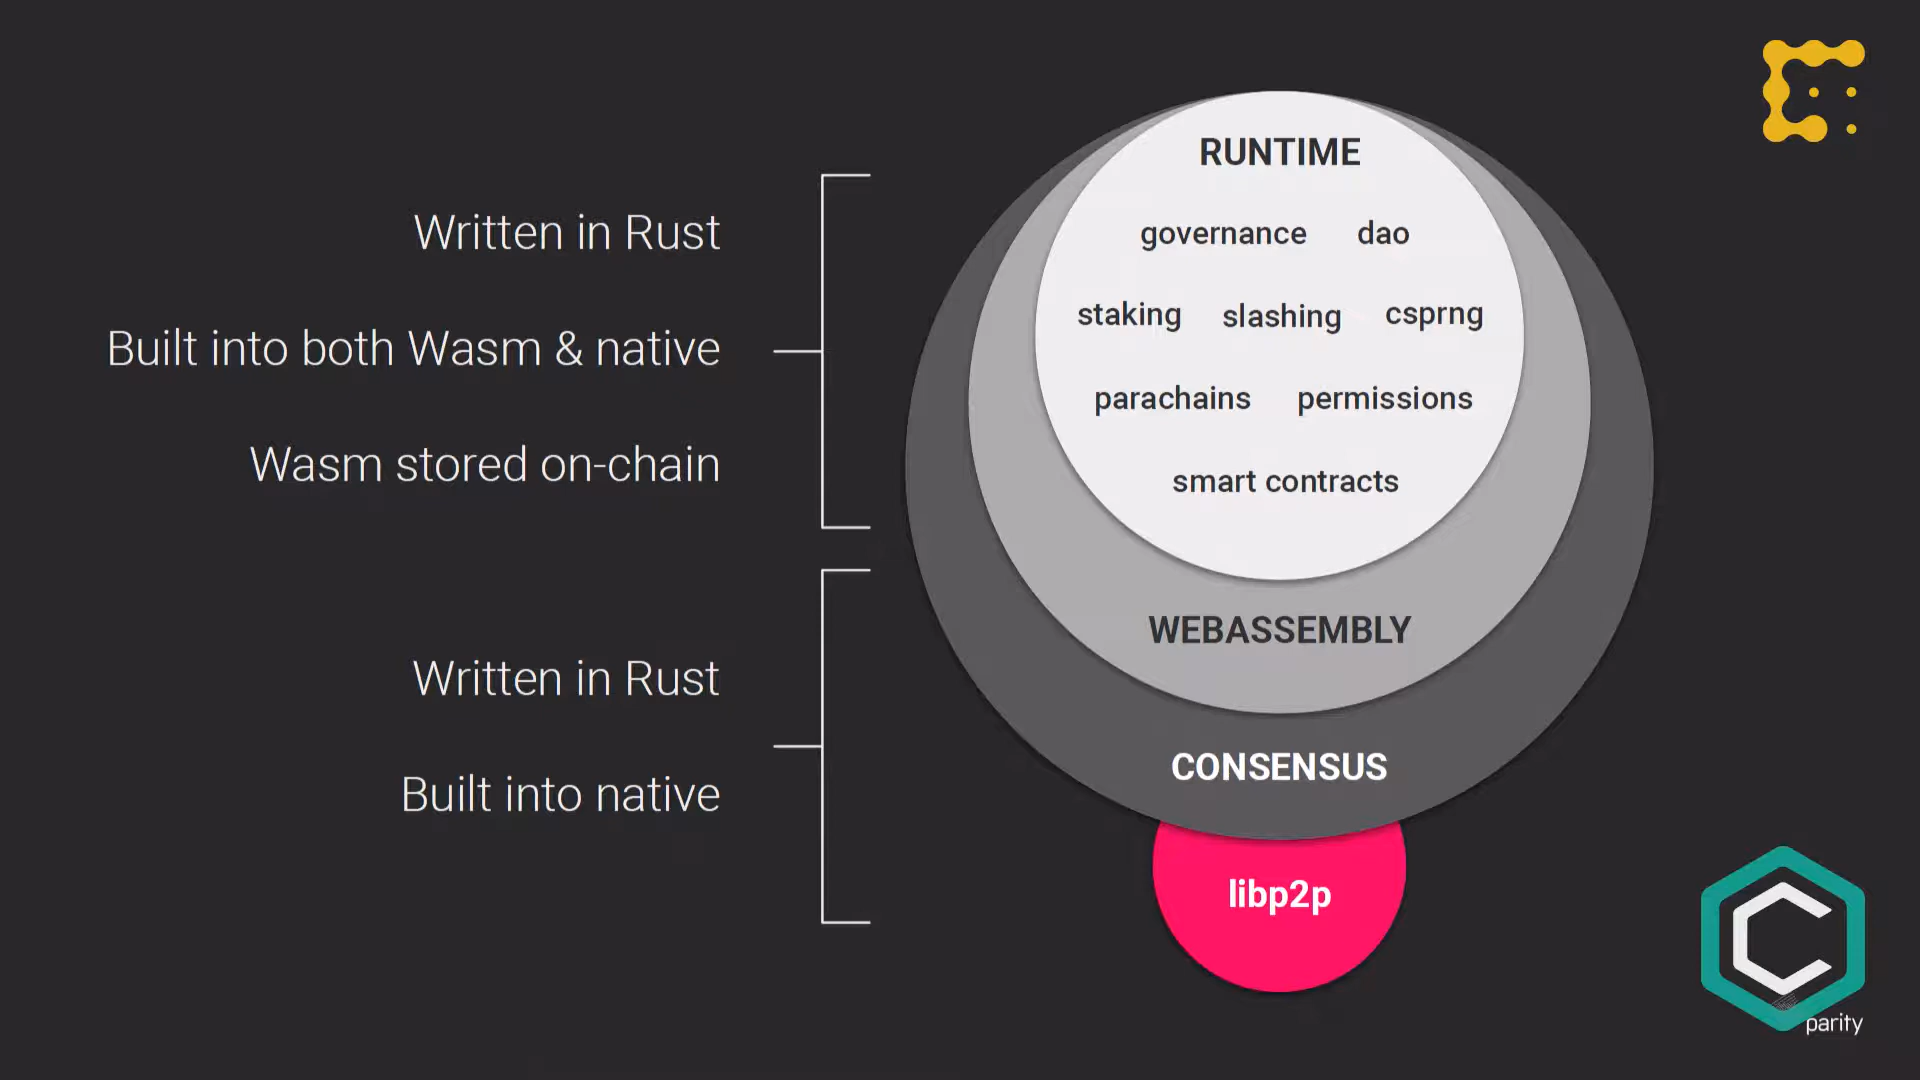 Written in Rust
Built into both Wasm & native
Wasm stored on-chain
Written in Rust
Built into native
RUNTIME
governance dao
staking slashing csprng
parachains permissions
smart contracts
WEBASSEMBLY
CONSENSUS
libp2p
parity